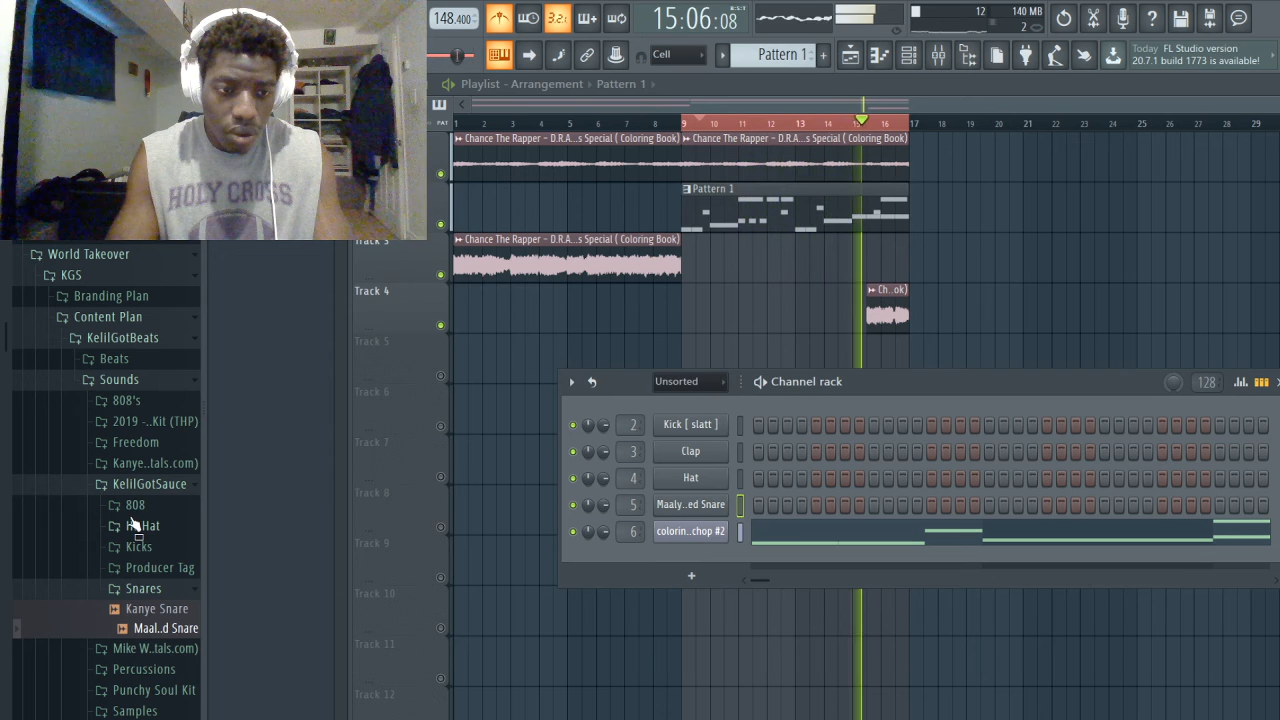 148.400
3.2.
15:06:08
M:S:T
12
140 MB
2
Cell
Pattern 1
+
Today FL Studio version
20.7.1 build 1773 is available!
Playlist - Arrangement › Pattern 1 ›
PAT
1 2 3 4 5 6 7 8 9 10 11 12 13 14 15 16 17 18 19 20 21 22 23 24 25 26 27 28 29
Chance The Rapper - D.R.A...s Special ( Coloring Book)
Chance The Rapper - D.R.A...s Special ( Coloring Book)
Pattern 1
Track 3
Chance The Rapper - D.R.A...s Special ( Coloring Book)
Track 4
Ch..ok)
Track 5
Track 6
Track 7
Track 8
Track 9
Track 10
Track 11
Track 12
HOLY CROSS
World Takeover
KGS
Branding Plan
Content Plan
KelilGotBeats
Beats
Sounds
808's
2019 -..Kit (THP)
Freedom
Kanye..tals.com)
KelilGotSauce
808
Kicks
Producer Tag
Snares
Kanye Snare
Maal..d Snare
Mike W..tals.com)
Percussions
Punchy Soul Kit
Samples
Unsorted
Channel rack
128
2 Kick [ slatt ]
3 Clap
4 Hat
5 Maaly..ed Snare
6 colorin..chop #2
+